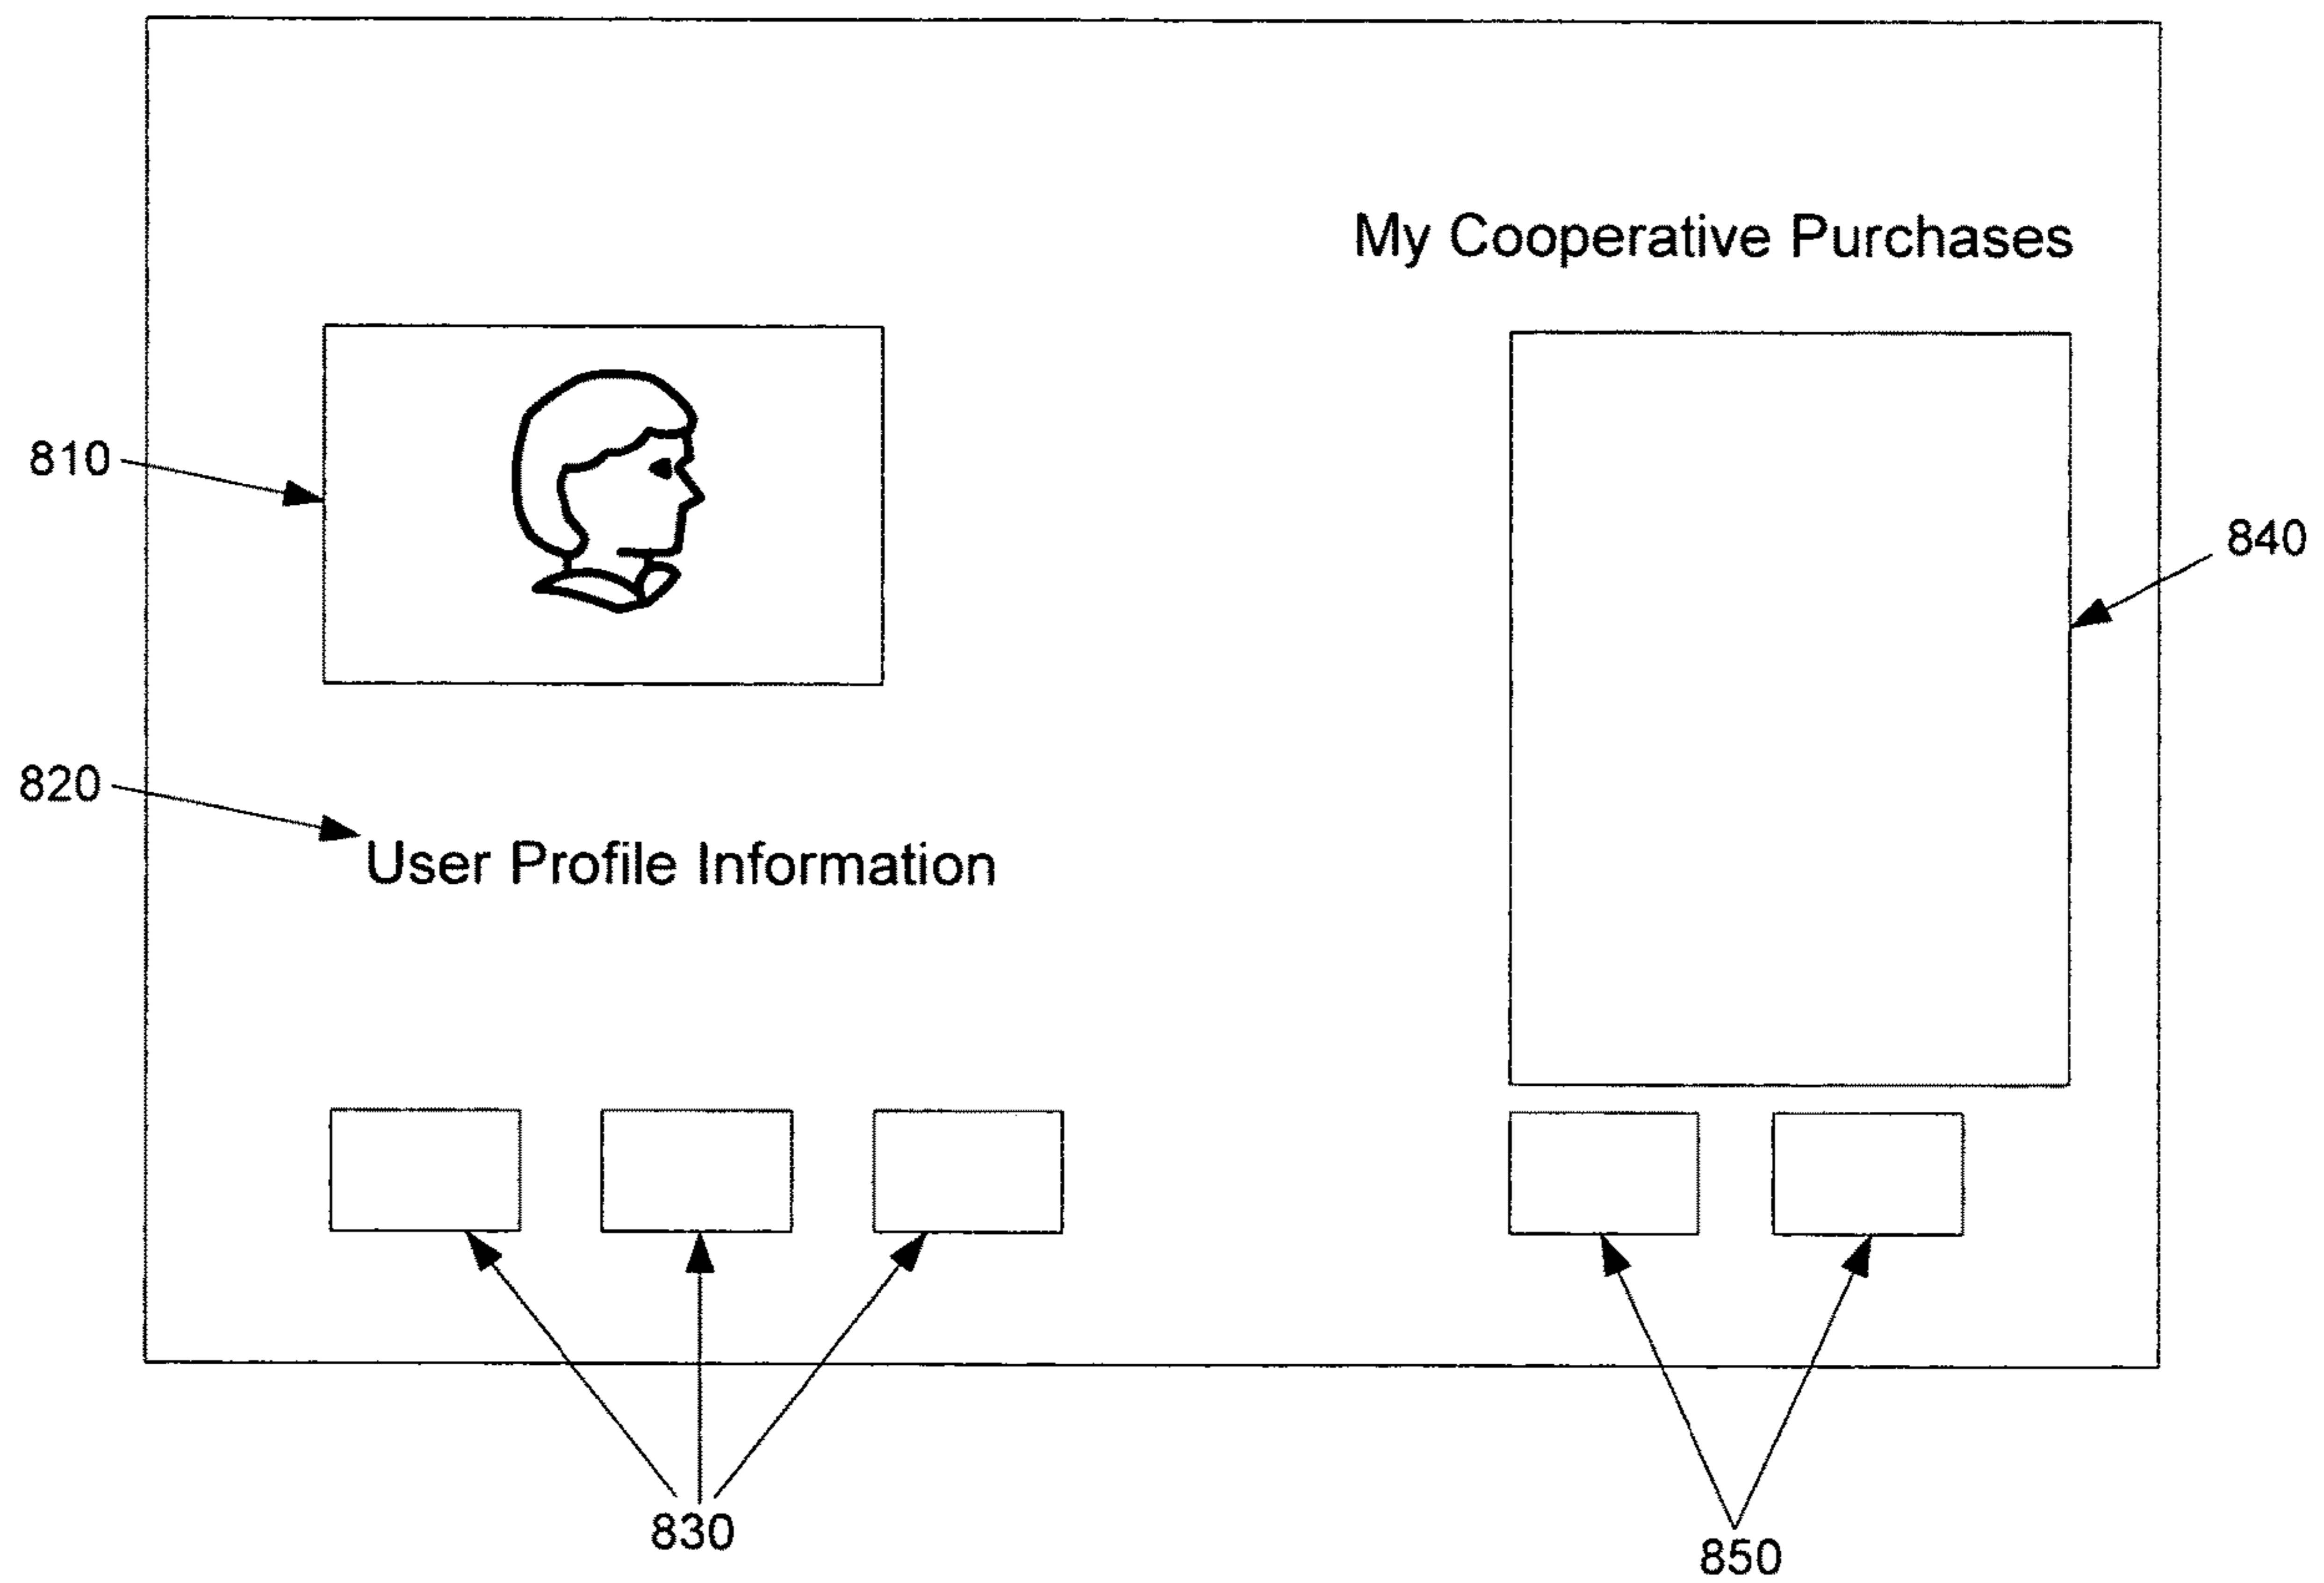 My Cooperative Purchases
810
840
820
User Profile Information
830
850